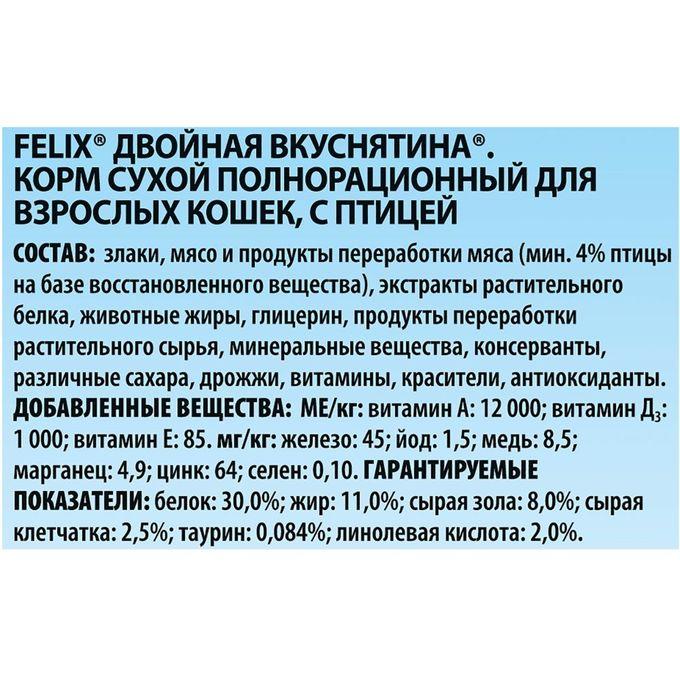 FELIX® ДВОЙНАЯ ВКУСНЯТИНА®.
КОРМ СУХОЙ ПОЛНОРАЦИОННЫЙ ДЛЯ
ВЗРОСЛЫХ КОШЕК, С ПТИЦЕЙ
СОСТАВ: злаки, мясо и продукты переработки мяса (мин. 4% птицы
на базе восстановленного вещества), экстракты растительного
белка, животные жиры, глицерин, продукты переработки
растительного сырья, минеральные вещества, консерванты,
различные сахара, дрожжи, витамины, красители, антиоксиданты.
ДОБАВЛЕННЫЕ ВЕЩЕСТВА: МЕ/кг: витамин А: 12 000; витамин Д₃:
1 000; витамин Е: 85. мг/кг: железо: 45; йод: 1,5; медь: 8,5;
марганец: 4,9; цинк: 64; селен: 0,10. ГАРАНТИРУЕМЫЕ
ПОКАЗАТЕЛИ: белок: 30,0%; жир: 11,0%; сырая зола: 8,0%; сырая
клетчатка: 2,5%; таурин: 0,084%; линолевая кислота: 2,0%.